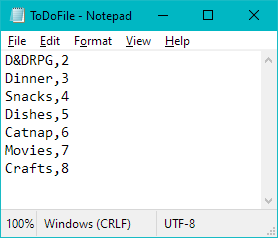 ToDoFile - Notepad
File Edit Format View Help
D&DRPG,2
Dinner,3
Snacks,4
Dishes,5
Catnap,6
Movies,7
Crafts,8
100% Windows (CRLF) UTF-8